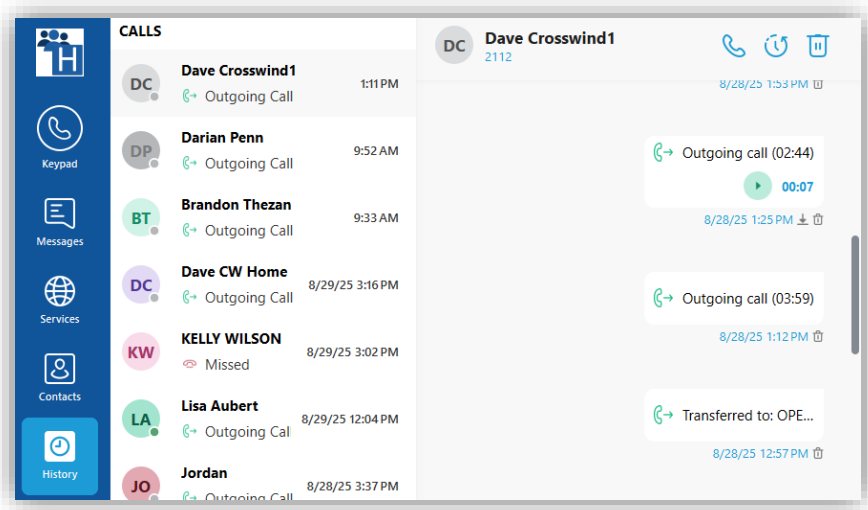 H
Keypad
Messages
Services
Contacts
History
CALLS
DC
Dave Crosswind1
Outgoing Call
1:11 PM
DP
Darian Penn
Outgoing Call
9:52 AM
BT
Brandon Thezan
Outgoing Call
9:33 AM
DC
Dave CW Home
Outgoing Call
8/29/25 3:16 PM
KW
KELLY WILSON
Missed
8/29/25 3:02 PM
LA
Lisa Aubert
Outgoing Cal
8/29/25 12:04 PM
JO
Jordan
Outgoing Call
8/28/25 3:37 PM
DC
Dave Crosswind1
2112
8/28/25 1:53 PM
Outgoing call (02:44)
00:07
8/28/25 1:25 PM
Outgoing call (03:59)
8/28/25 1:12 PM
Transferred to: OPE...
8/28/25 12:57 PM